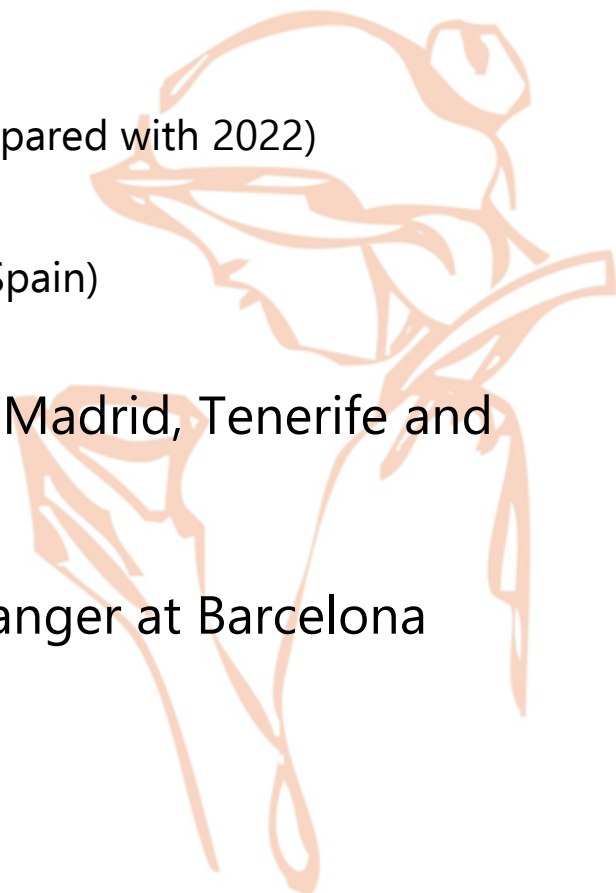 pared with 2022)
Spain)
Madrid, Tenerife and
anger at Barcelona